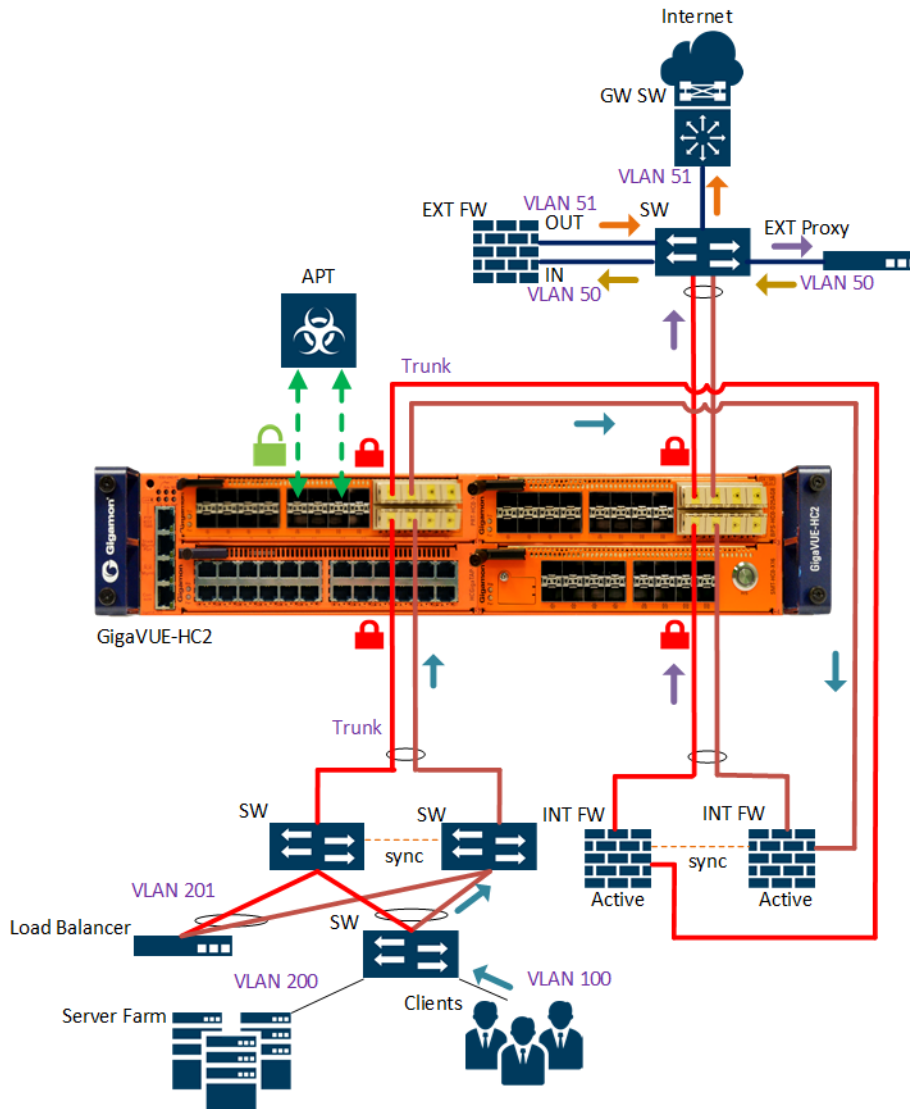 Internet
GW SW
VLAN 51
VLAN 51
EXT FW
OUT
SW
EXT Proxy
IN
VLAN 50
VLAN 50
APT
Trunk
Gigamon
GigaVUE-HC2
GigaVUE-HC2
Trunk
SW
SW
INT FW
INT FW
sync
sync
Active
Active
VLAN 201
Load Balancer
SW
VLAN 200
VLAN 100
Clients
Server Farm